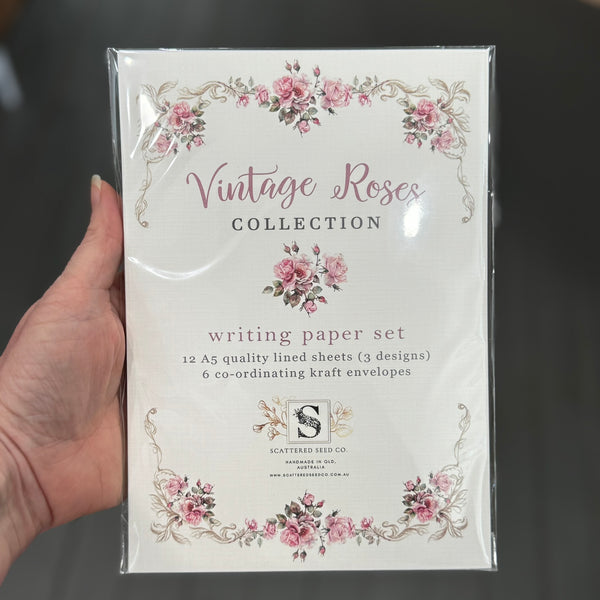 Vintage Roses
COLLECTION
writing paper set
12 A5 quality lined sheets (3 designs)
6 co-ordinating kraft envelopes
S
SCATTERED SEED CO.
HANDMADE IN QLD,
AUSTRALIA
WWW.SCATTEREDSEEDCO.COM.AU